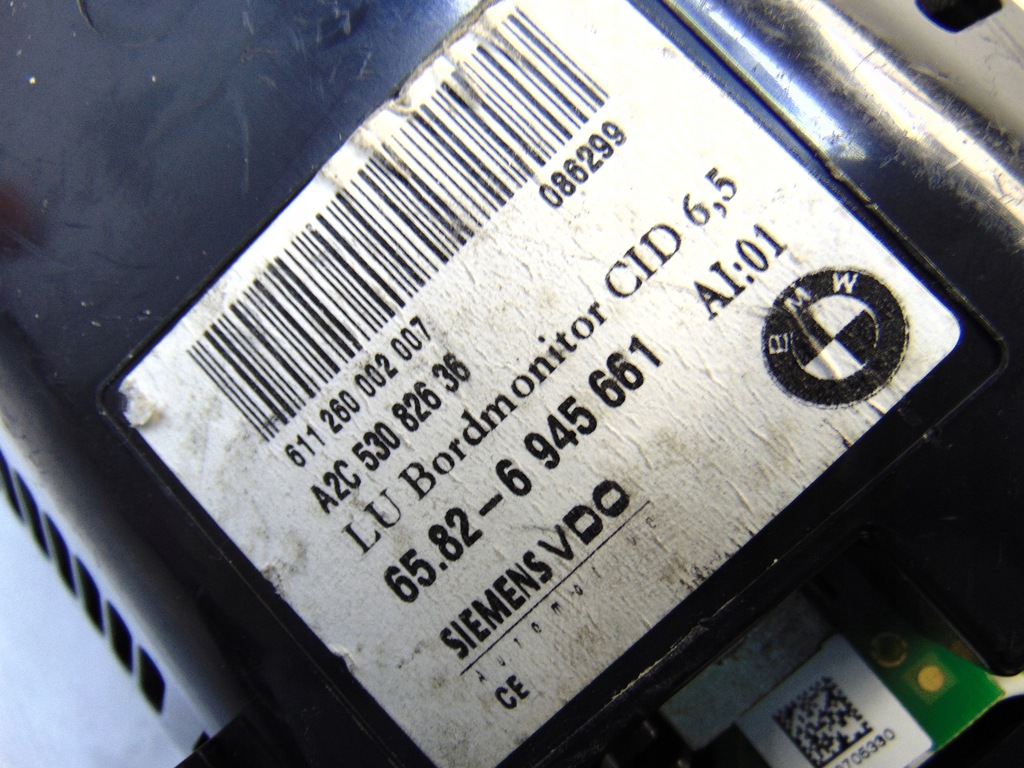 086299
611 260 002 007
A2C 530 826 36
LU Bordmonitor CID 6,5
65.82-6 945 661 AI:01
BMW
SIEMENS VDO
Automotive
CE